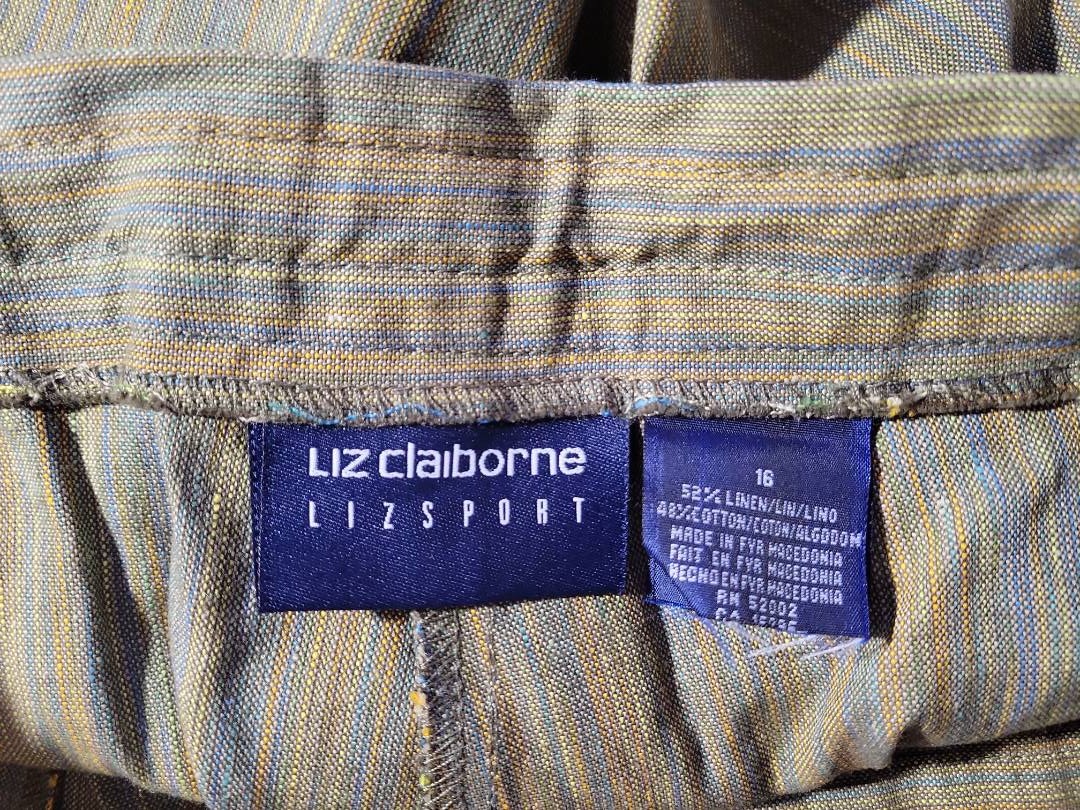 Liz claiborne
LIZSPORT
16
52% LINEN/LIN/LINO
48% COTTON/COTON/ALGODON
MADE IN FYR MACEDONIA
FAIT EN FYR MACEDONIA
HECHO EN FYR MACEDONIA
RN 52002
CA